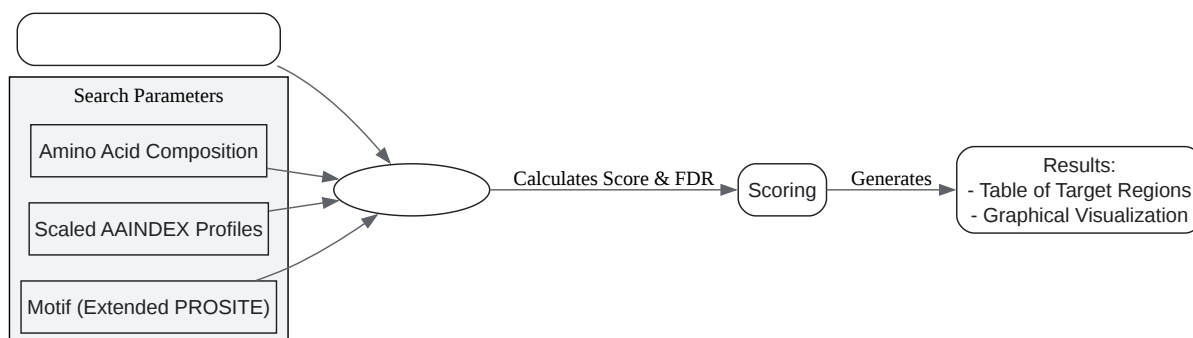 Search Parameters
Amino Acid Composition
Scaled AAINDEX Profiles
Motif (Extended PROSITE)
Calculates Score & FDR
Scoring
Generates
Results:
- Table of Target Regions
- Graphical Visualization